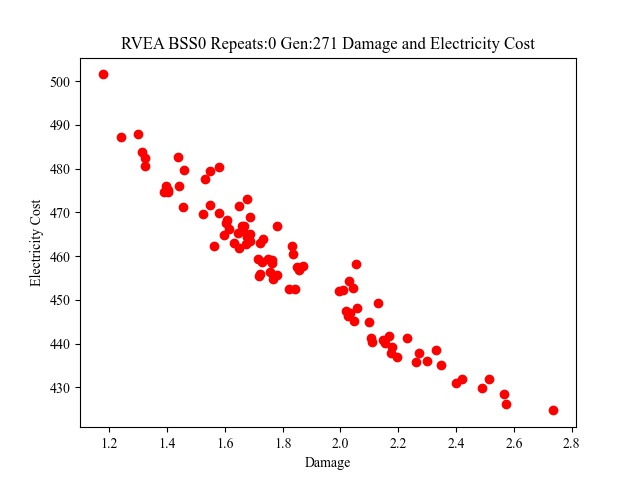 RVEA BSS0 Repeats:0 Gen:271 Damage and Electricity Cost
500
490
480
470
460
450
440
430
Electricity Cost
1.2 1.4 1.6 1.8 2.0 2.2 2.4 2.6 2.8
Damage